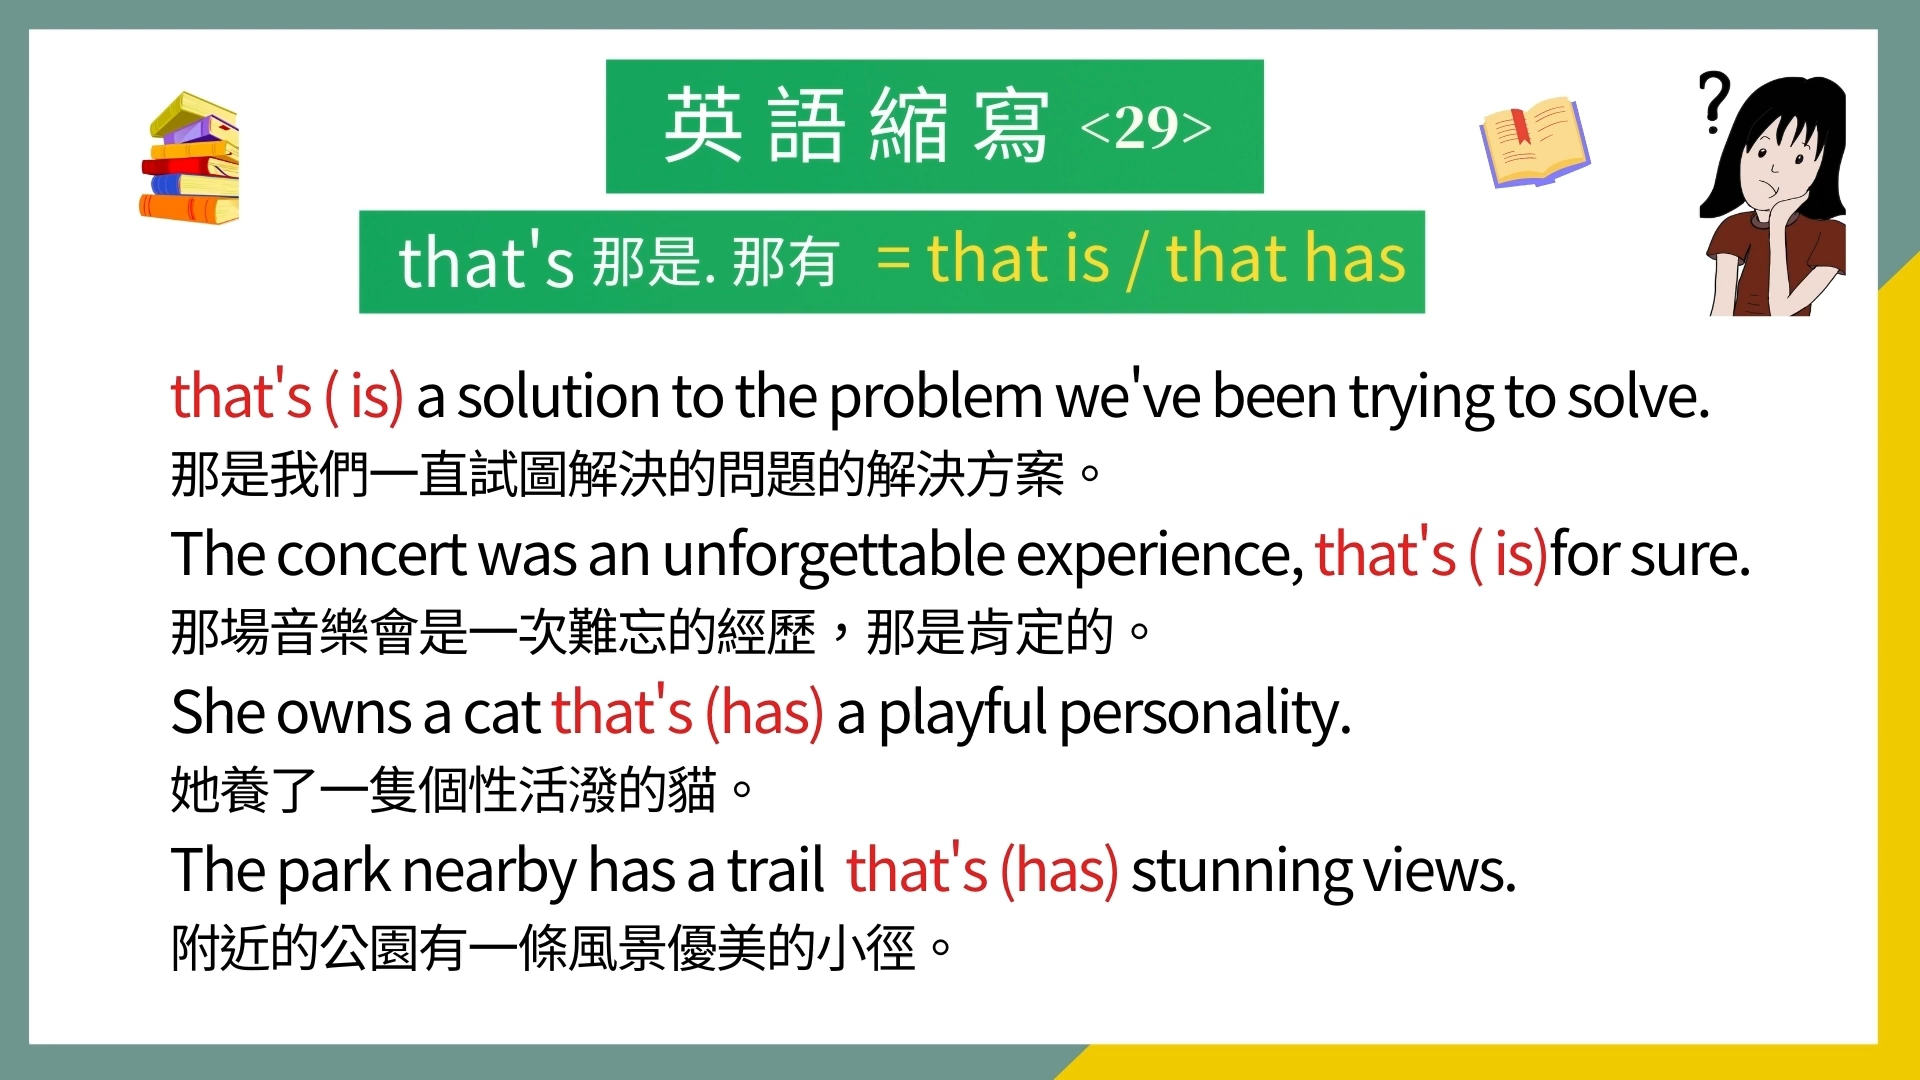 英語縮寫 <29>
that's 那是. 那有 = that is / that has
?
that's ( is) a solution to the problem we've been trying to solve.
那是我們一直試圖解決的問題的解決方案。
The concert was an unforgettable experience, that's ( is)for sure.
那場音樂會是一次難忘的經歷，那是肯定的。
She owns a cat that's (has) a playful personality.
她養了一隻個性活潑的貓。
The park nearby has a trail that's (has) stunning views.
附近的公園有一條風景優美的小徑。